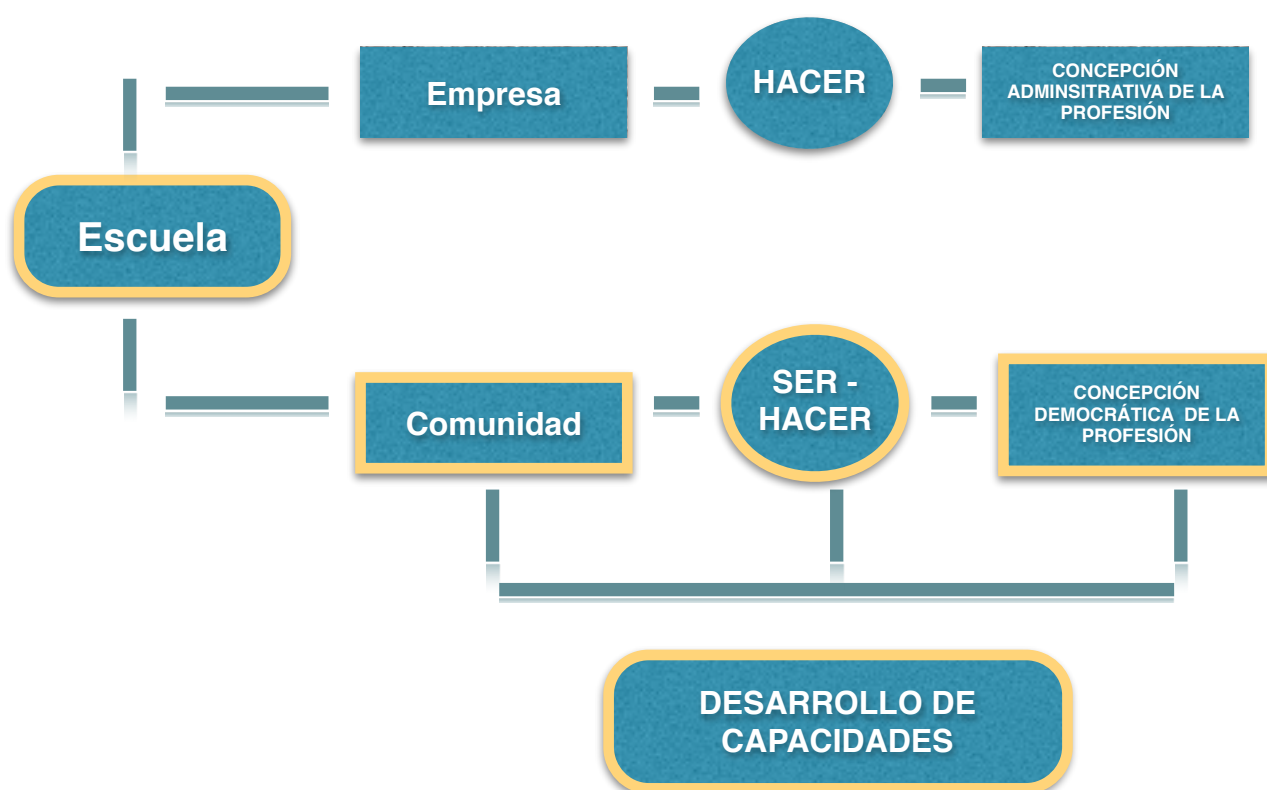 Empresa
HACER
CONCEPCIÓN
ADMINSITRATIVA DE LA
PROFESIÓN
Escuela
Comunidad
SER -
HACER
CONCEPCIÓN
DEMOCRÁTICA DE LA
PROFESIÓN
DESARROLLO DE
CAPACIDADES